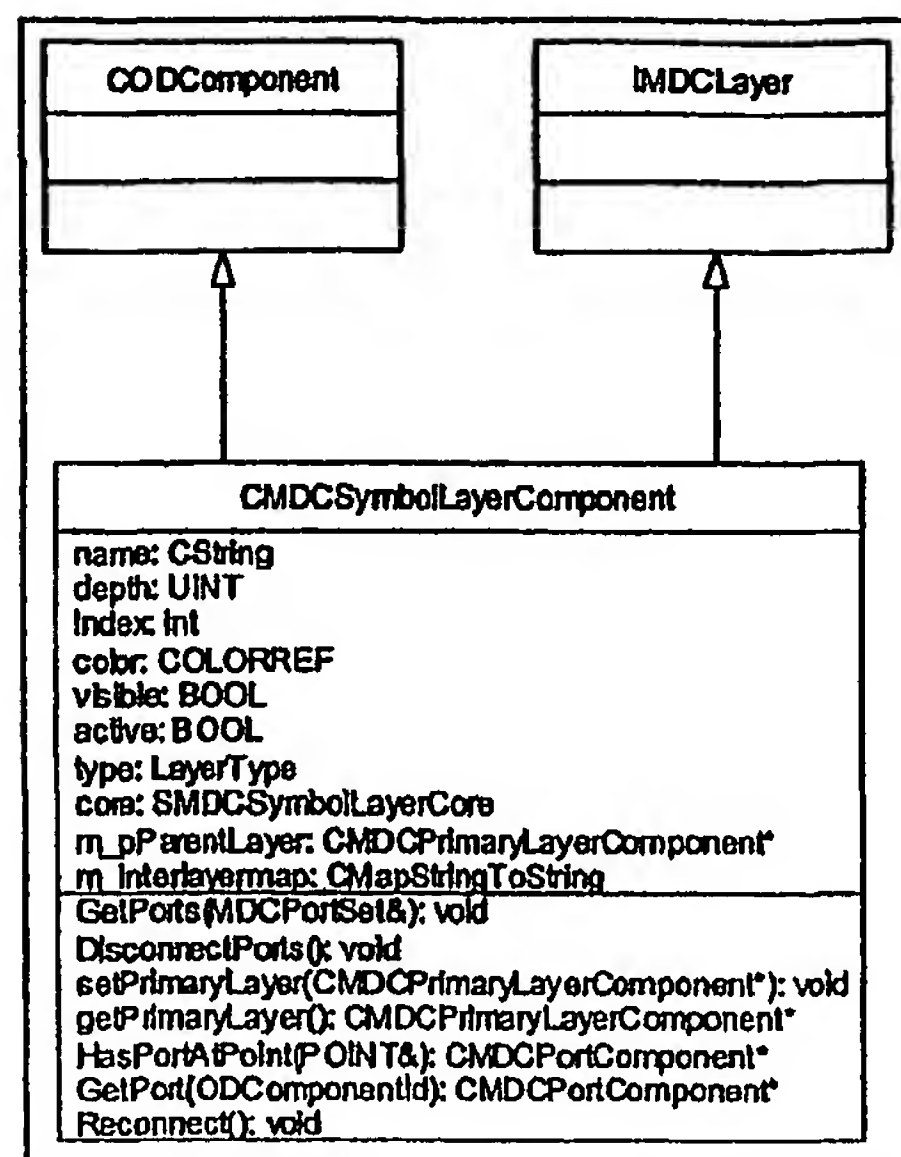 CODComponent
IMDCLayer
CMDCSymbolLayerComponent
name: CString
depth: UINT
index: int
color: COLORREF
visible: BOOL
active: BOOL
type: LayerType
core: SMDCSymbolLayerCore
m_pParentLayer: CMDCPrimaryLayerComponent*
m_interlayermap: CMapStringToString
GetPorts(MDCPortSet&): void
DisconnectPorts(): void
setPrimaryLayer(CMDCPrimaryLayerComponent*): void
getPrimaryLayer(): CMDCPrimaryLayerComponent*
HasPortAtPoint(POINT&): CMDCPortComponent*
GetPort(ODComponentId): CMDCPortComponent*
Reconnect(): void